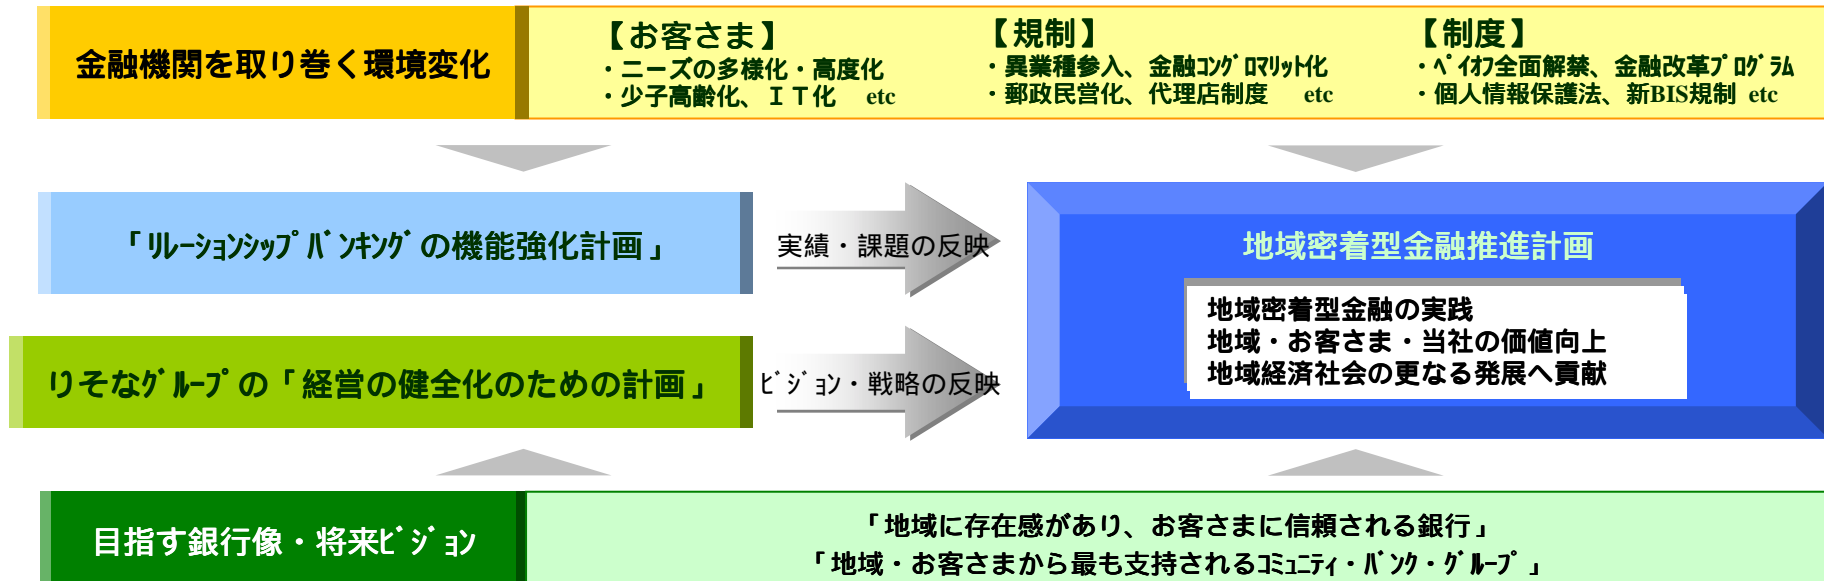 金融機関を取り巻く環境変化
【お客さま】
・ニーズの多様化・高度化
・少子高齢化、ＩＴ化 etc
【規制】
・異業種参入、金融ｺﾝｸﾞﾛﾏﾘｯﾄ化
・郵政民営化、代理店制度 etc
【制度】
・ﾍﾟｲｵﾌ全面解禁、金融改革ﾌﾟﾛｸﾞﾗﾑ
・個人情報保護法、新BIS規制 etc
「ﾘﾚｰｼｮﾝｼｯﾌﾟﾊﾞﾝｷﾝｸﾞの機能強化計画」
実績・課題の反映
りそなｸﾞﾙｰﾌﾟの「経営の健全化のための計画」
ﾋﾞｼﾞｮﾝ・戦略の反映
地域密着型金融推進計画
地域密着型金融の実践
地域・お客さま・当社の価値向上
地域経済社会の更なる発展へ貢献
目指す銀行像・将来ﾋﾞｼﾞｮﾝ
「地域に存在感があり、お客さまに信頼される銀行」
「地域・お客さまから最も支持されるｺﾐｭﾆﾃｨ・ﾊﾞﾝｸ・ｸﾞﾙｰﾌﾟ」